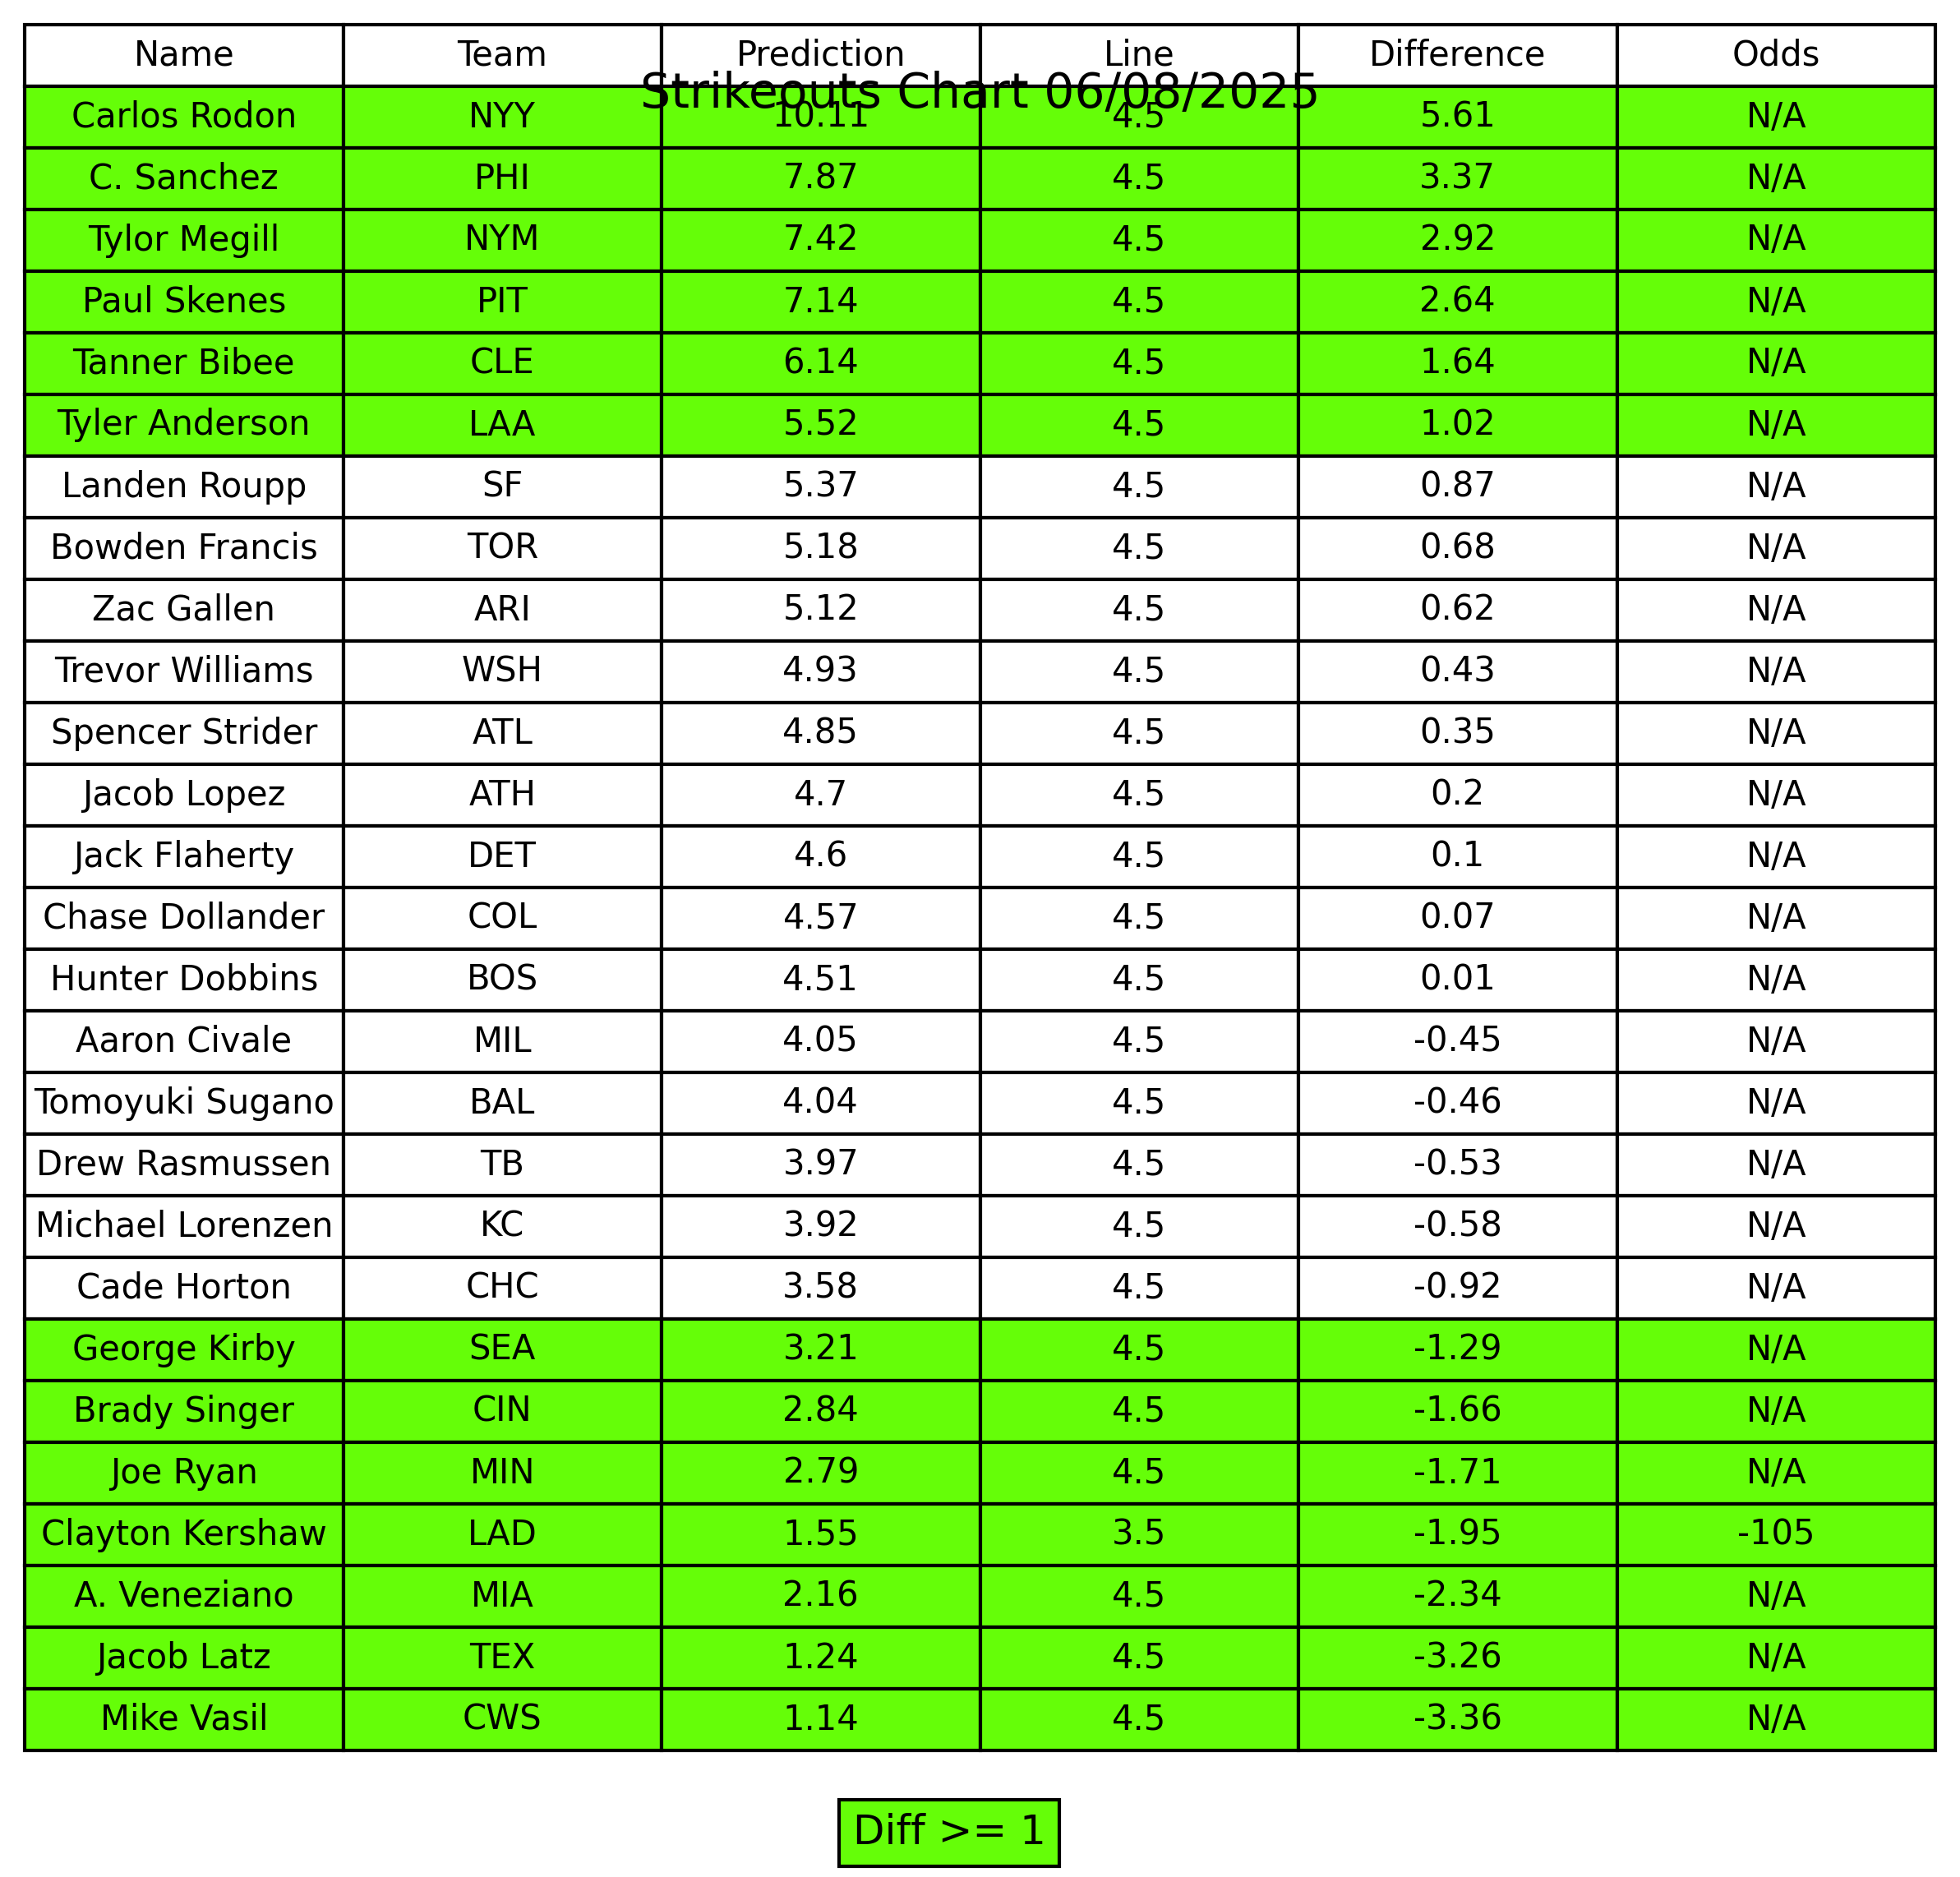 Name Team Prediction Line Difference Odds
Strikeouts Chart 06/08/2025
Carlos Rodon NYY 10.11 4.5 5.61 N/A
C. Sanchez PHI 7.87 4.5 3.37 N/A
Tylor Megill NYM 7.42 4.5 2.92 N/A
Paul Skenes PIT 7.14 4.5 2.64 N/A
Tanner Bibee CLE 6.14 4.5 1.64 N/A
Tyler Anderson LAA 5.52 4.5 1.02 N/A
Landen Roupp SF 5.37 4.5 0.87 N/A
Bowden Francis TOR 5.18 4.5 0.68 N/A
Zac Gallen ARI 5.12 4.5 0.62 N/A
Trevor Williams WSH 4.93 4.5 0.43 N/A
Spencer Strider ATL 4.85 4.5 0.35 N/A
Jacob Lopez ATH 4.7 4.5 0.2 N/A
Jack Flaherty DET 4.6 4.5 0.1 N/A
Chase Dollander COL 4.57 4.5 0.07 N/A
Hunter Dobbins BOS 4.51 4.5 0.01 N/A
Aaron Civale MIL 4.05 4.5 -0.45 N/A
Tomoyuki Sugano BAL 4.04 4.5 -0.46 N/A
Drew Rasmussen TB 3.97 4.5 -0.53 N/A
Michael Lorenzen KC 3.92 4.5 -0.58 N/A
Cade Horton CHC 3.58 4.5 -0.92 N/A
George Kirby SEA 3.21 4.5 -1.29 N/A
Brady Singer CIN 2.84 4.5 -1.66 N/A
Joe Ryan MIN 2.79 4.5 -1.71 N/A
Clayton Kershaw LAD 1.55 3.5 -1.95 -105
A. Veneziano MIA 2.16 4.5 -2.34 N/A
Jacob Latz TEX 1.24 4.5 -3.26 N/A
Mike Vasil CWS 1.14 4.5 -3.36 N/A
Diff >= 1